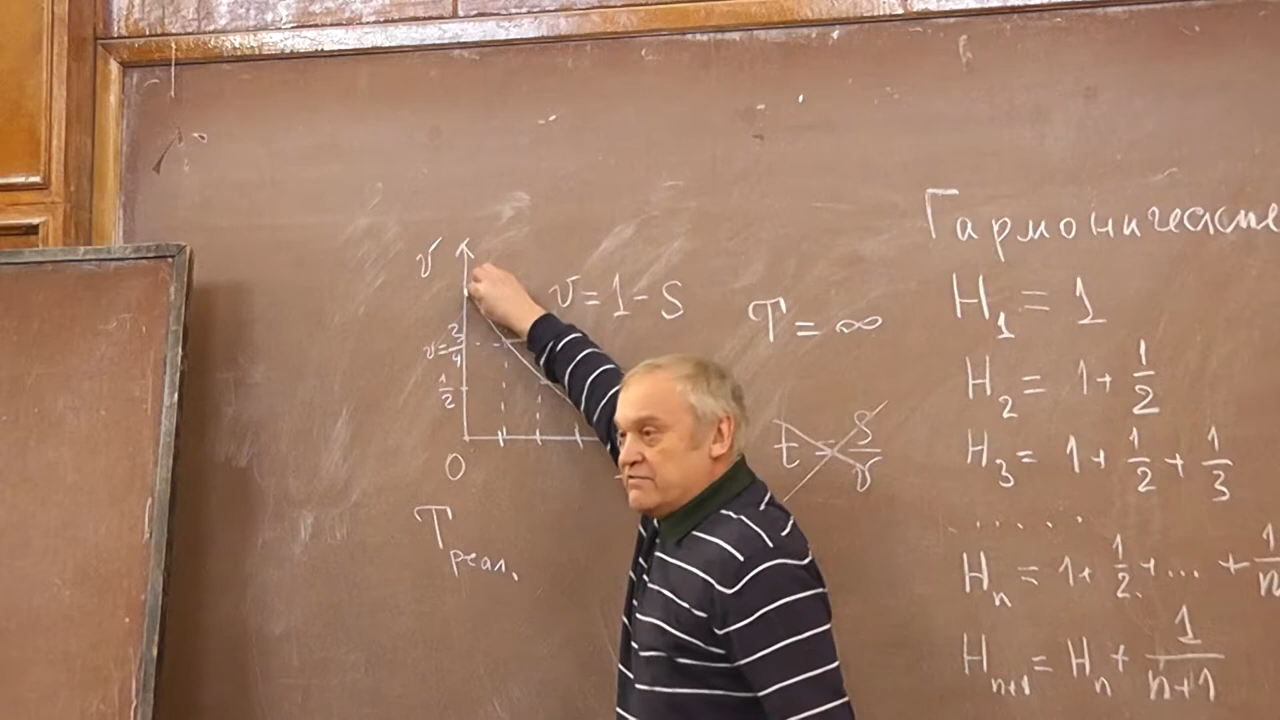 v
v = 1 - S
v = 3/4
1/2
0
T реал.
T = ∞
t = S/v
Гармонические
H₁ = 1
H₂ = 1 + 1/2
H₃ = 1 + 1/2 + 1/3
. . . . . .
Hₙ = 1 + 1/2 + ... + 1/n
Hₙ₊₁ = Hₙ + 1/(n+1)